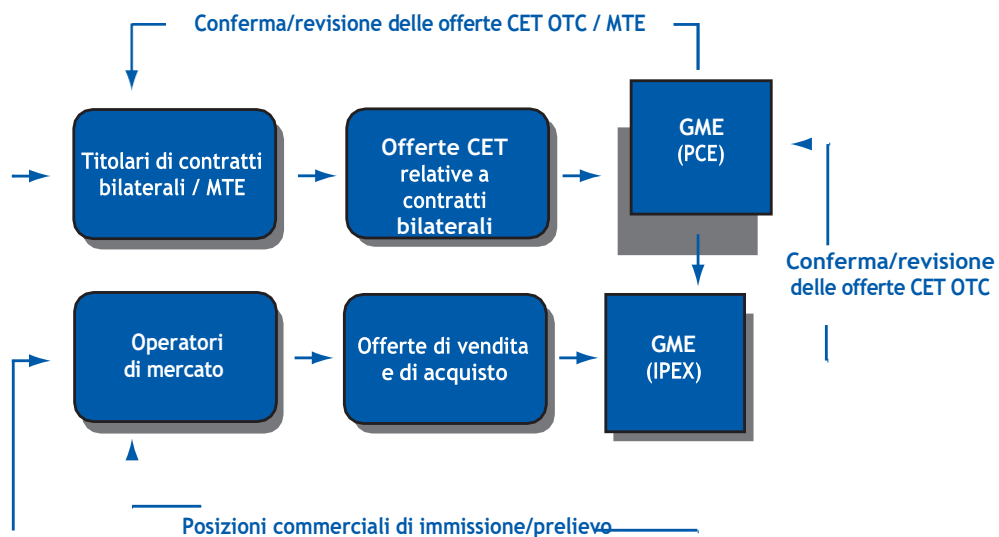 Conferma/revisione delle offerte CET OTC / MTE
Titolari di contratti
bilaterali / MTE
Offerte CET
relative a
contratti
bilaterali
GME
(PCE)
Conferma/revisione
delle offerte CET OTC
Operatori
di mercato
Offerte di vendita
e di acquisto
GME
(IPEX)
Posizioni commerciali di immissione/prelievo